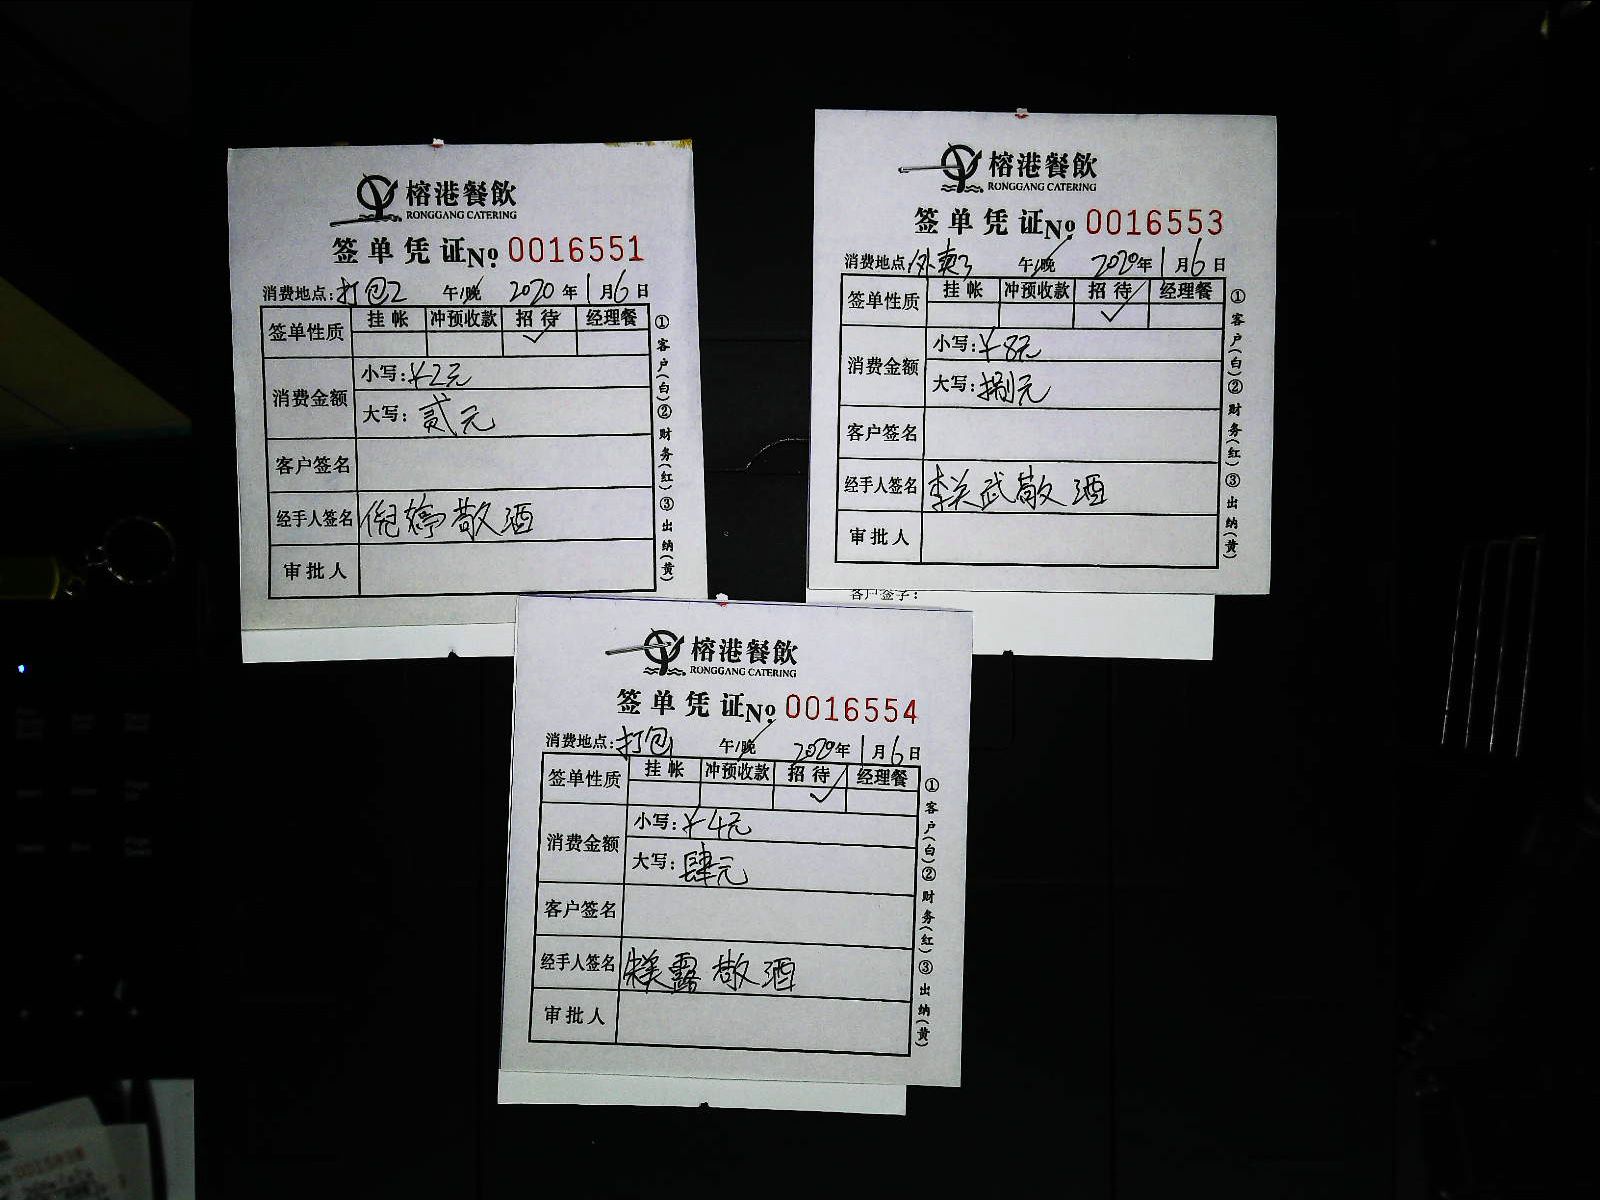 榕港餐飲
RONGGANG CATERING
签单凭证No 0016551
消费地点:打包2 午/晚 2020年1月6日
签单性质 挂帐 冲预收款 招待 经理餐
消费金额
小写:¥2元
大写:贰元
客户签名
经手人签名 倪婷敬酒
审批人
①客户(白)②财务(红)③出纳(黄)
榕港餐飲
RONGGANG CATERING
签单凭证No 0016553
消费地点:外卖3 午/晚 2020年1月6日
签单性质 挂帐 冲预收款 招待 经理餐
消费金额
小写:¥8元
大写:捌元
客户签名
经手人签名 武敬酒
审批人
①客户(白)②财务(红)③出纳(黄)
客户签字:
榕港餐飲
RONGGANG CATERING
签单凭证No 0016554
消费地点:打包1 午/晚 2020年1月6日
签单性质 挂帐 冲预收款 招待 经理餐
消费金额
小写:¥4元
大写:肆元
客户签名
经手人签名 露敬酒
审批人
①客户(白)②财务(红)③出纳(黄)